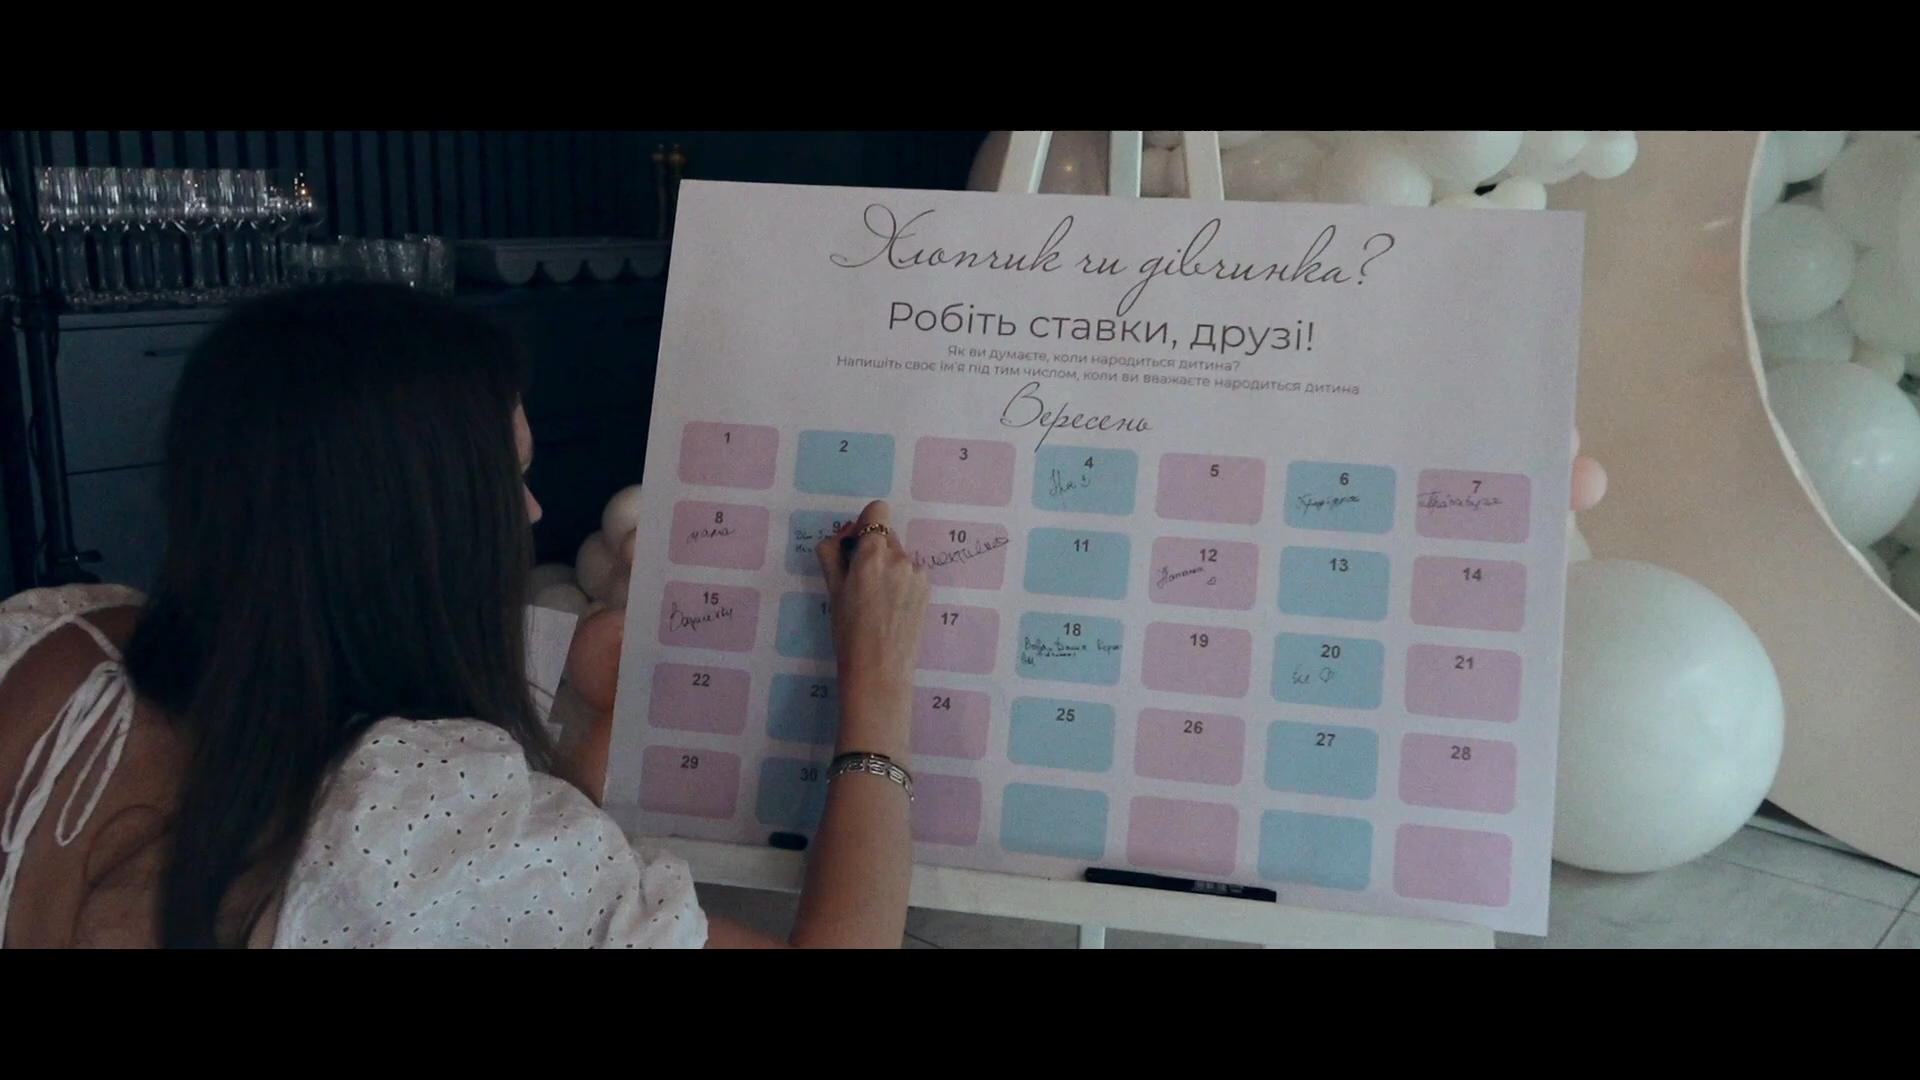 Хлопчик чи дівчинка?
Робіть ставки, друзі!
Як ви думаєте, коли народиться дитина?
Напишіть своє ім'я під тим числом, коли ви вважаєте народиться дитина
Вересень
1 2 3 4 5 6 7
8 9 10 11 12 13 14
мама
15 17 18 19 20 21
22 23 24 25 26 27 28
29 30